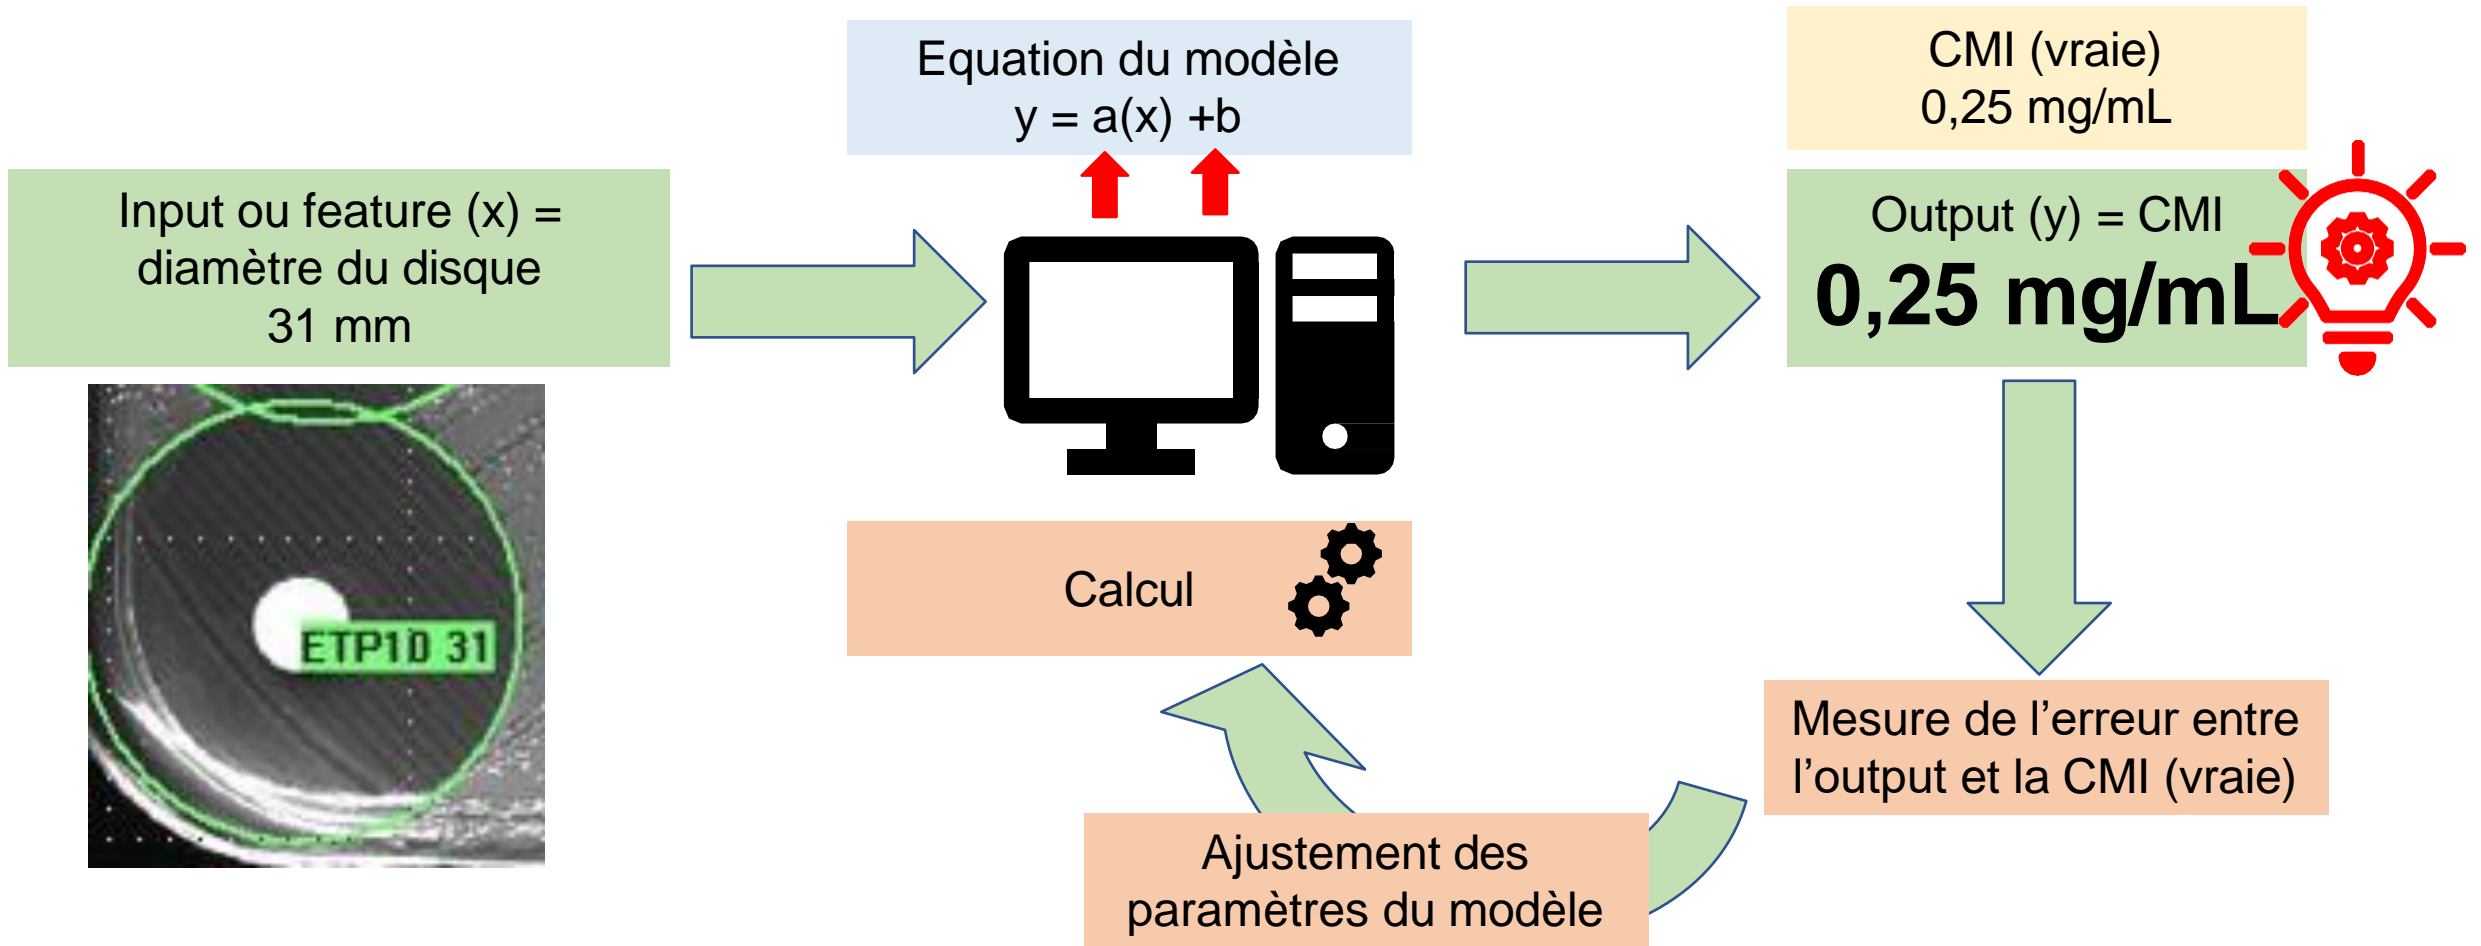 Equation du modèle
y = a(x) +b
CMI (vraie)
0,25 mg/mL
Input ou feature (x) =
diamètre du disque
31 mm
Output (y) = CMI
0,25 mg/mL
ETP10 31
Calcul
Mesure de l’erreur entre
l’output et la CMI (vraie)
Ajustement des
paramètres du modèle